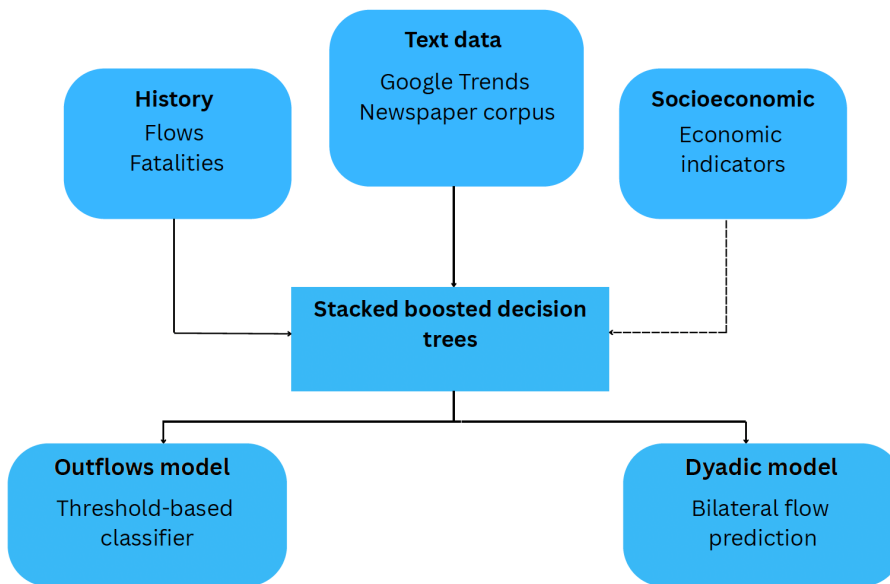 Text data
Google Trends
Newspaper corpus
History
Flows
Fatalities
Socioeconomic
Economic
indicators
Stacked boosted decision
trees
Outflows model
Threshold-based
classifier
Dyadic model
Bilateral flow
prediction